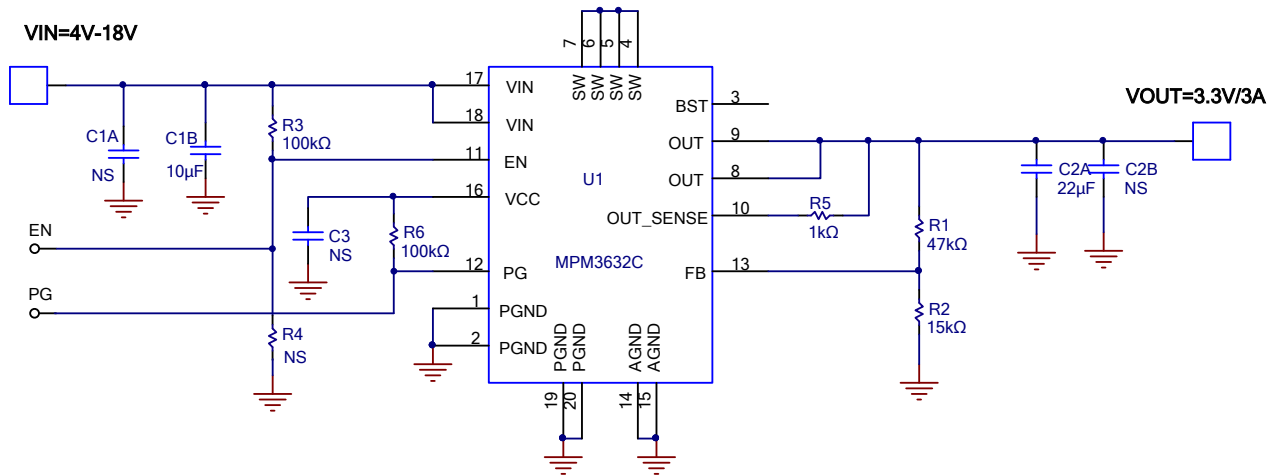 VIN=4V-18V
VOUT=3.3V/3A
7
6
5
4
SW
SW
SW
SW
17
VIN
18
VIN
11
EN
16
VCC
12
PG
1
PGND
2
PGND
BST
3
OUT
9
OUT
8
OUT_SENSE
10
FB
13
U1
MPM3632C
PGND
PGND
AGND
AGND
19
20
14
15
C1A
NS
C1B
10µF
R3
100kΩ
C3
NS
R6
100kΩ
EN
PG
R4
NS
R5
1kΩ
R1
47kΩ
R2
15kΩ
C2A
22µF
C2B
NS